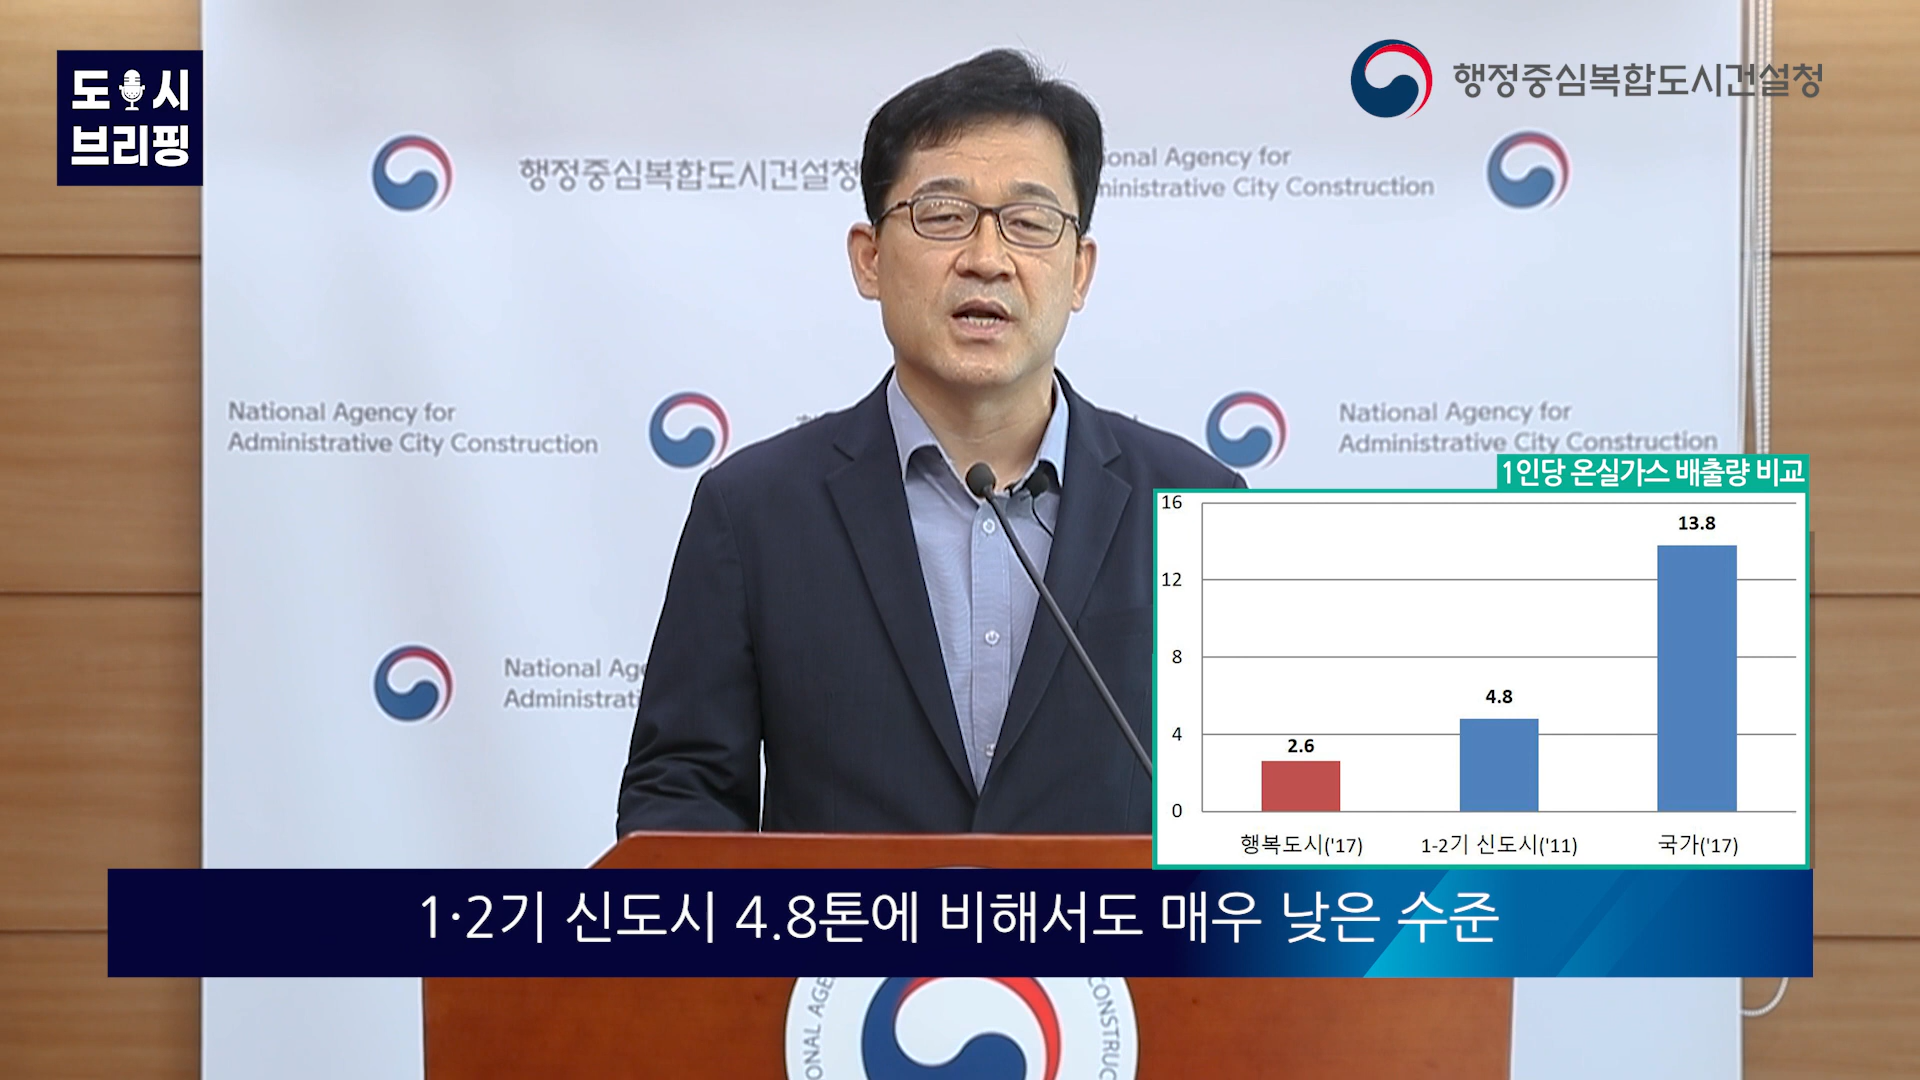 도시
브리핑
행정중심복합도시건설청
행정중심복합도시건설청
National Agency for
Administrative City Construction
National Agency for
Administrative City Construction
National Agency for
Administrative City Construction
1인당 온실가스 배출량 비교
16
12
8
4
0
13.8
4.8
2.6
행복도시('17)
1-2기 신도시('11)
국가('17)
1·2기 신도시 4.8톤에 비해서도 매우 낮은 수준